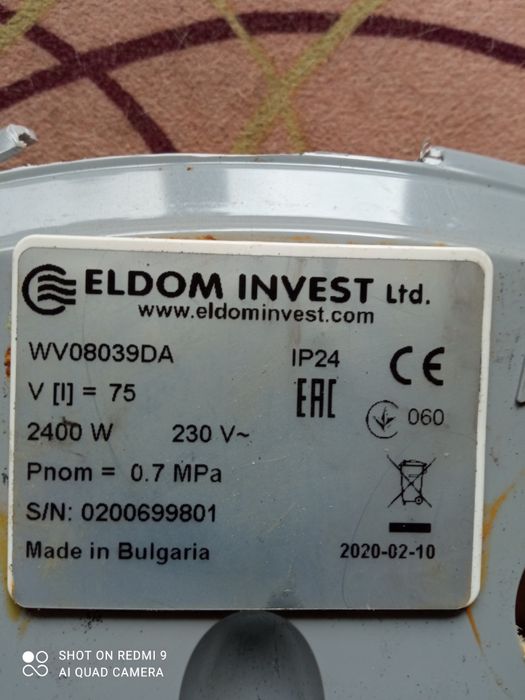 ELDOM INVEST Ltd.
www.eldominvest.com
WV08039DA IP24 CE
V [l] = 75 EAC
2400 W 230 V~ 060
Pnom = 0.7 MPa
S/N: 0200699801
Made in Bulgaria 2020-02-10
SHOT ON REDMI 9
AI QUAD CAMERA